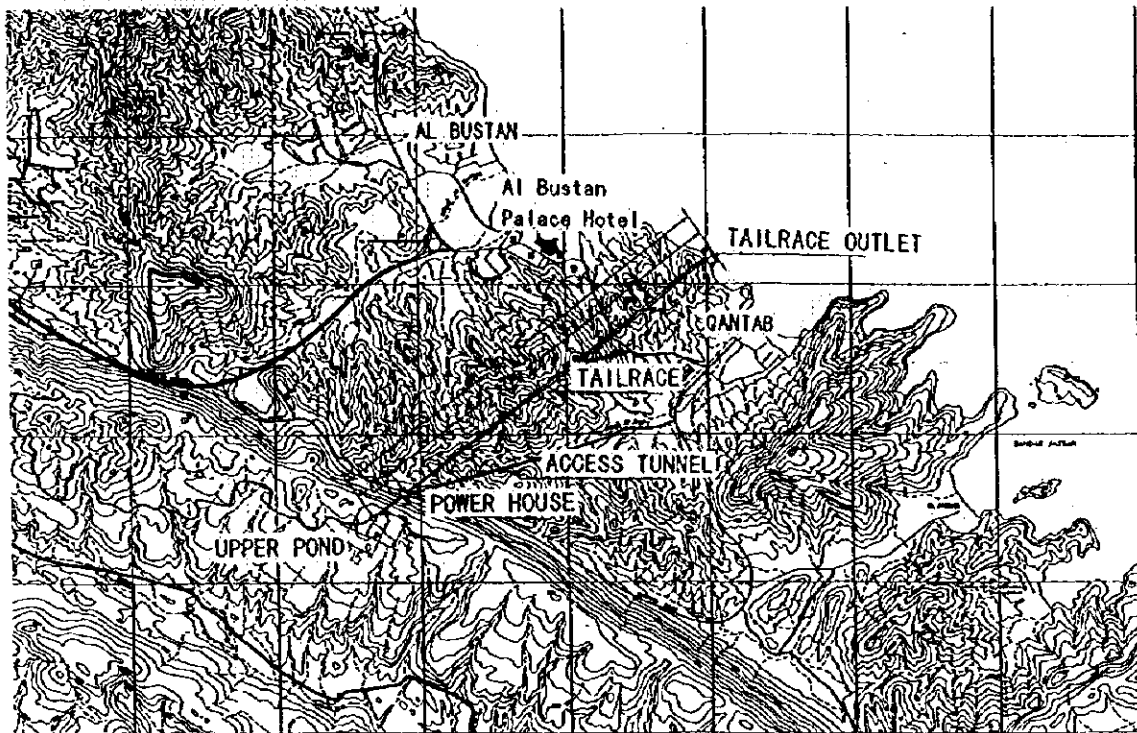 AL BUSTAN
Al Bustan
Palace Hotel
TAILRACE OUTLET
QANTAB
TAILRACE
ACCESS TUNNEL
POWER HOUSE
UPPER POND